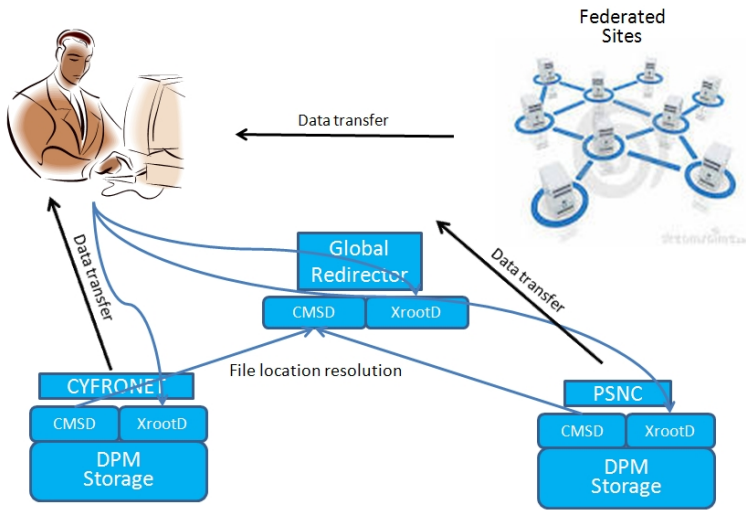 Federated
Sites
Data transfer
Data transfer
Global
Redirector
Data transfer
CMSD
XrootD
File location resolution
CYFRONET
PSNC
CMSD
XrootD
CMSD
XrootD
DPM
Storage
DPM
Storage